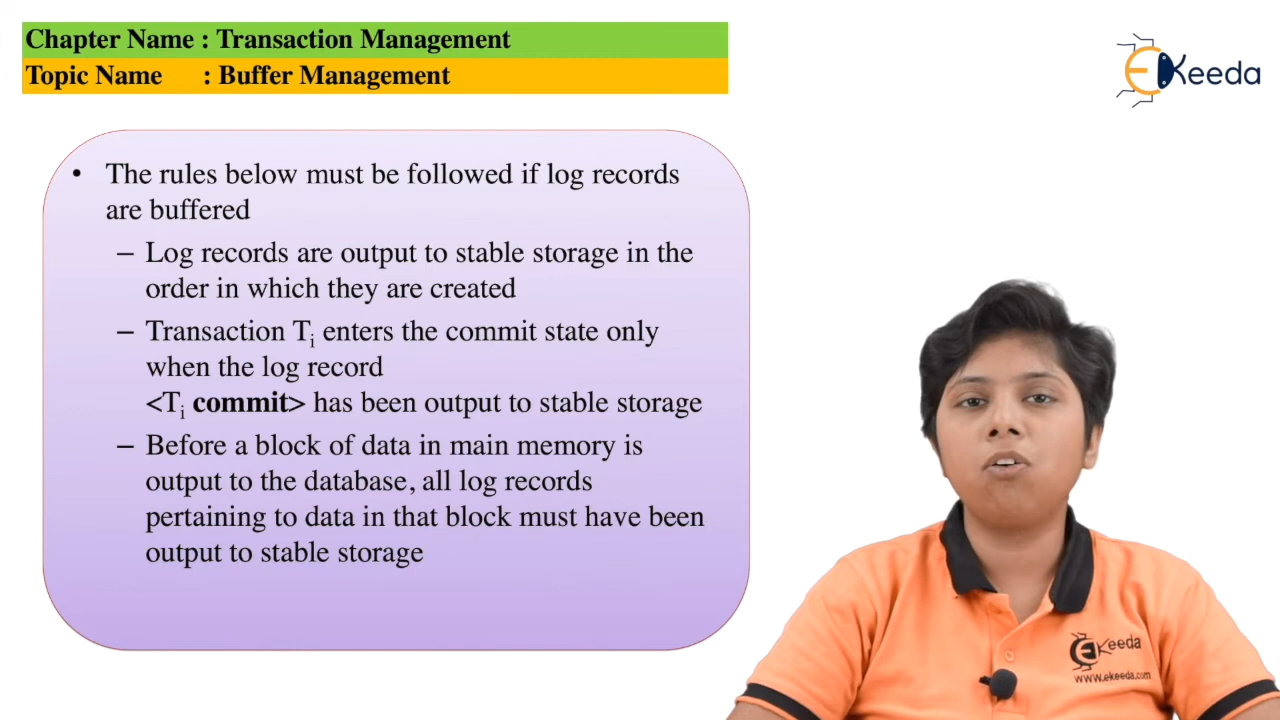 Chapter Name : Transaction Management
Topic Name : Buffer Management
EKeeda
• The rules below must be followed if log records
are buffered
– Log records are output to stable storage in the
order in which they are created
– Transaction Ti enters the commit state only
when the log record
<Ti commit> has been output to stable storage
– Before a block of data in main memory is
output to the database, all log records
pertaining to data in that block must have been
output to stable storage
EKeeda
www.ekeeda.com